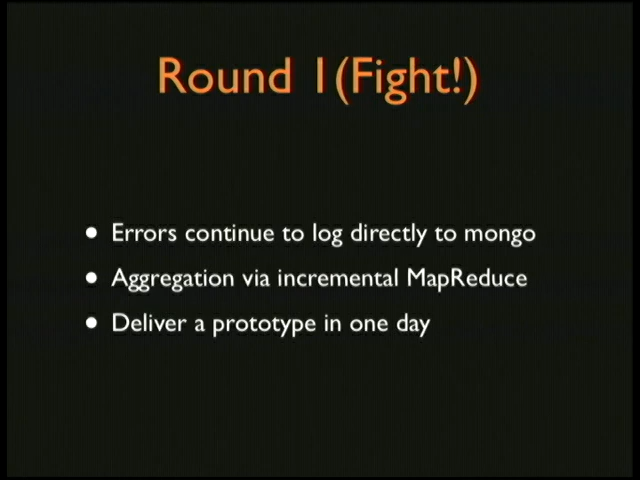 Round 1(Fight!)
• Errors continue to log directly to mongo
• Aggregation via incremental MapReduce
• Deliver a prototype in one day